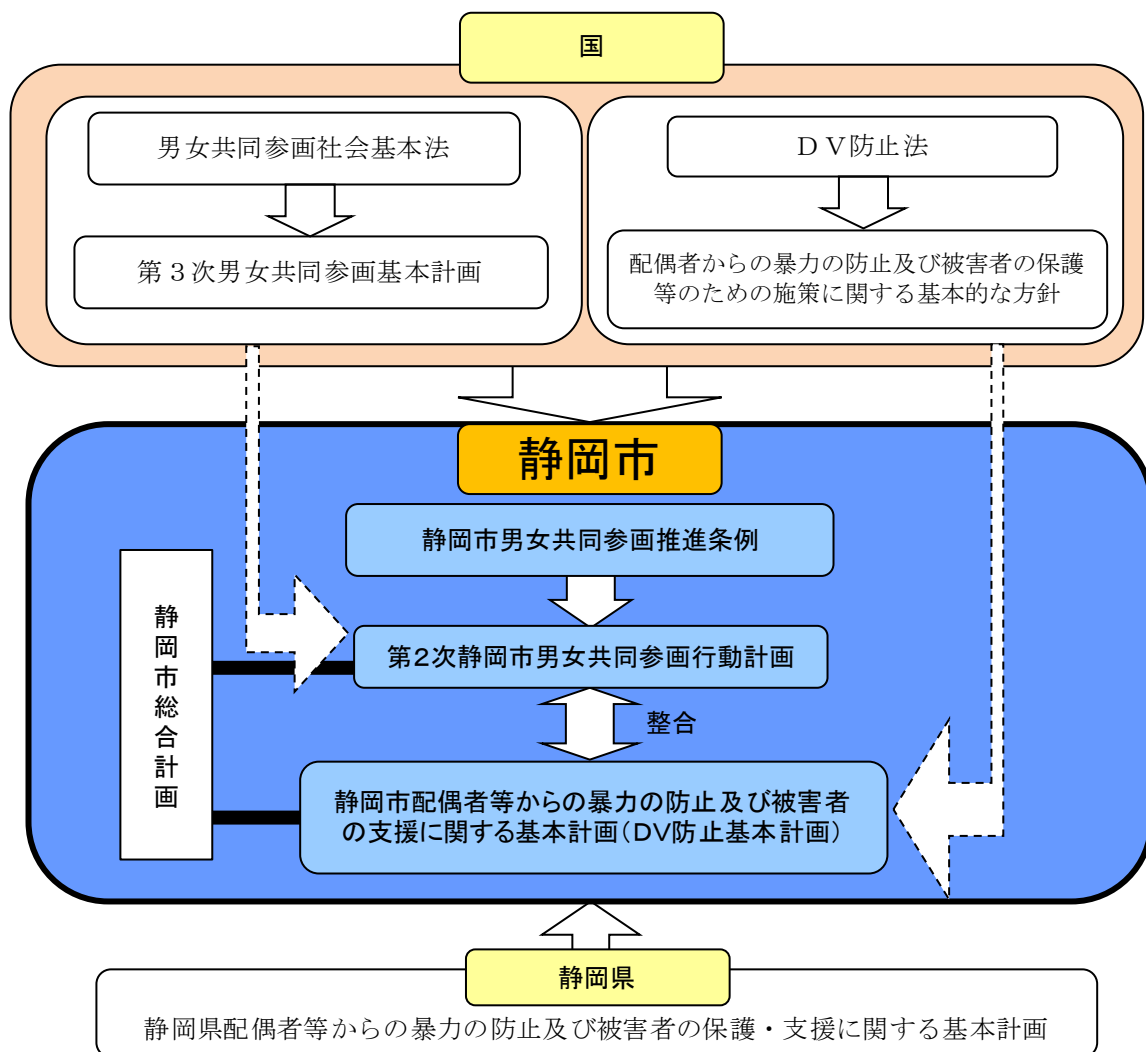 国
男女共同参画社会基本法
第３次男女共同参画基本計画
ＤＶ防止法
配偶者からの暴力の防止及び被害者の保護
等のための施策に関する基本的な方針
静岡市
静岡市男女共同参画推進条例
第2次静岡市男女共同参画行動計画
整合
静岡市総合計画
静岡市配偶者等からの暴力の防止及び被害者
の支援に関する基本計画（ＤＶ防止基本計画）
静岡県
静岡県配偶者等からの暴力の防止及び被害者の保護・支援に関する基本計画